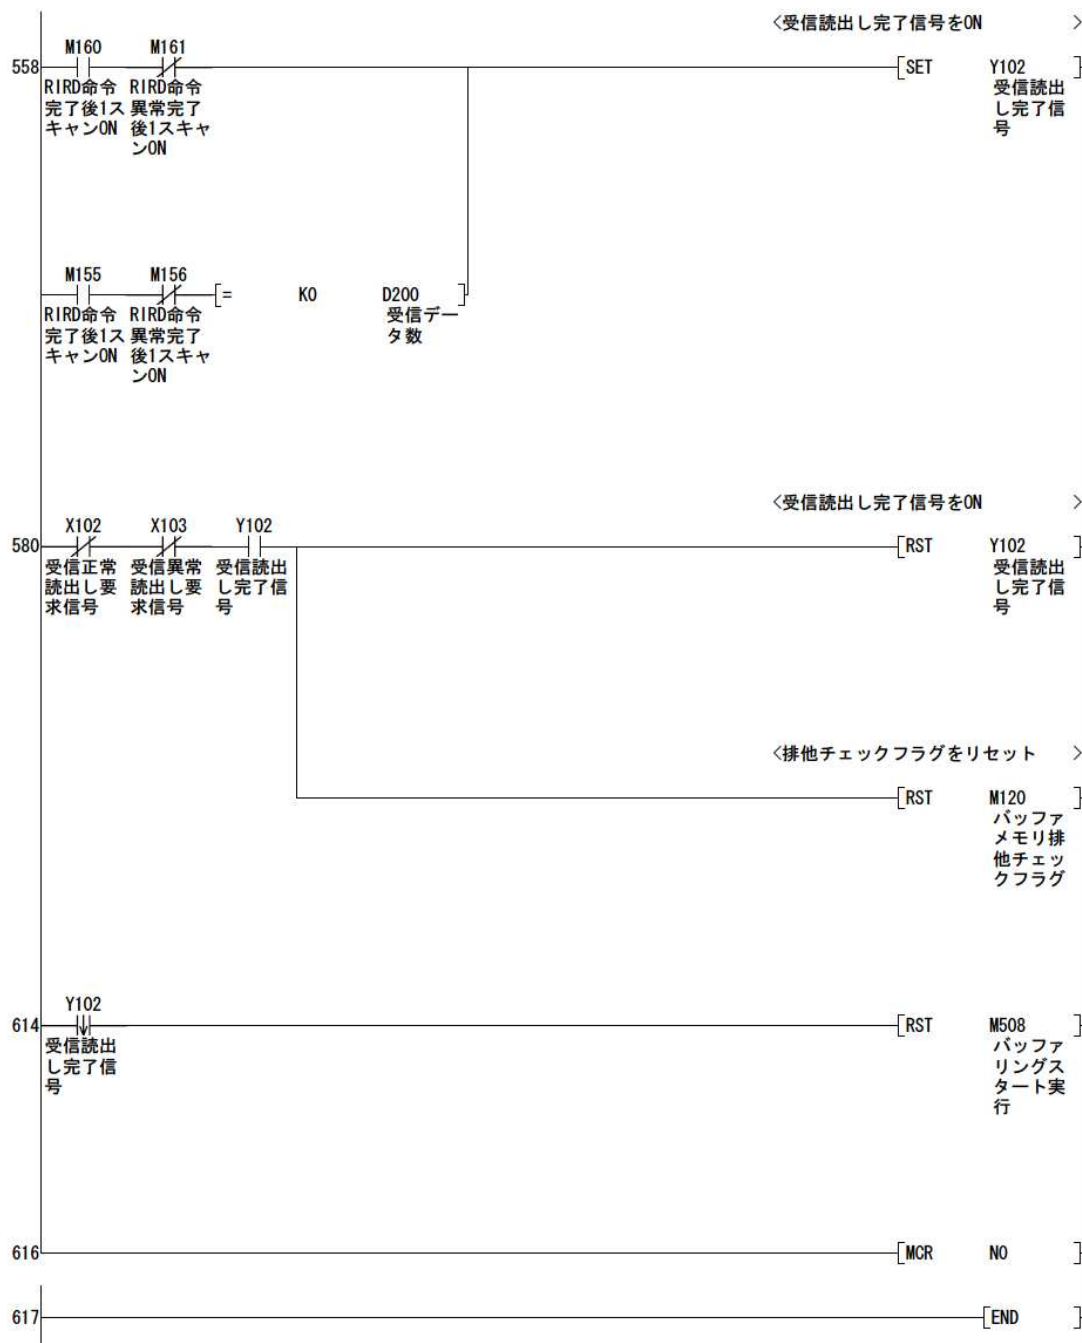 <受信読出し完了信号をON >
M160 M161
558 [SET Y102 ]
RIRD命令 RIRD命令 受信読出
完了後1ス 異常完了 し完了信
キャンON 後1スキャ 号
ンON
M155 M156
[= K0 D200 ]
RIRD命令 RIRD命令 受信デー
完了後1ス 異常完了 タ数
キャンON 後1スキャ
ンON
<受信読出し完了信号をON >
X102 X103 Y102
580 [RST Y102 ]
受信正常 受信異常 受信読出 受信読出
読出し要 読出し要 し完了信 し完了信
求信号 求信号 号 号
<排他チェックフラグをリセット >
[RST M120 ]
バッファ
メモリ排
他チェッ
クフラグ
Y102
614 [RST M508 ]
受信読出 バッファ
し完了信 リングス
号 タート実
行
616 [MCR N0 ]
617 [END ]